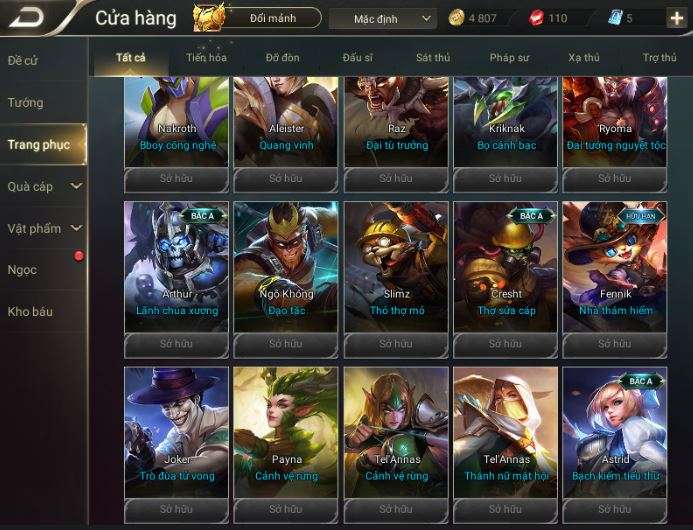 Cửa hàng
Đổi mảnh
Mặc định
4 807
110
5
Đề cử
Tướng
Trang phục
Quà cáp
Vật phẩm
Ngọc
Kho báu
Tất cả
Tiến hóa
Đỡ đòn
Đấu sĩ
Sát thủ
Pháp sư
Xạ thủ
Trợ thủ
Nakroth
Bboy công nghệ
Sở hữu
Aleister
Quang vinh
Sở hữu
Raz
Đại tù trưởng
Sở hữu
Kriknak
Bọ cánh bạc
Sở hữu
Ryoma
Đại tướng nguyệt tộc
Sở hữu
BẬC A
Arthur
Lãnh chúa xương
Sở hữu
Ngộ Không
Đạo tặc
Sở hữu
Slimz
Thỏ thợ mỏ
Sở hữu
BẬC A
Cresht
Thợ sửa cáp
Sở hữu
HỮU HẠN
Fennik
Nhà thám hiểm
Sở hữu
Joker
Trò đùa tử vong
Sở hữu
Payna
Cảnh vệ rừng
Sở hữu
Tel'Annas
Cảnh vệ rừng
Sở hữu
Tel'Annas
Thánh nữ mật hội
Sở hữu
BẬC A
Astrid
Bạch kiếm tiểu thư
Sở hữu